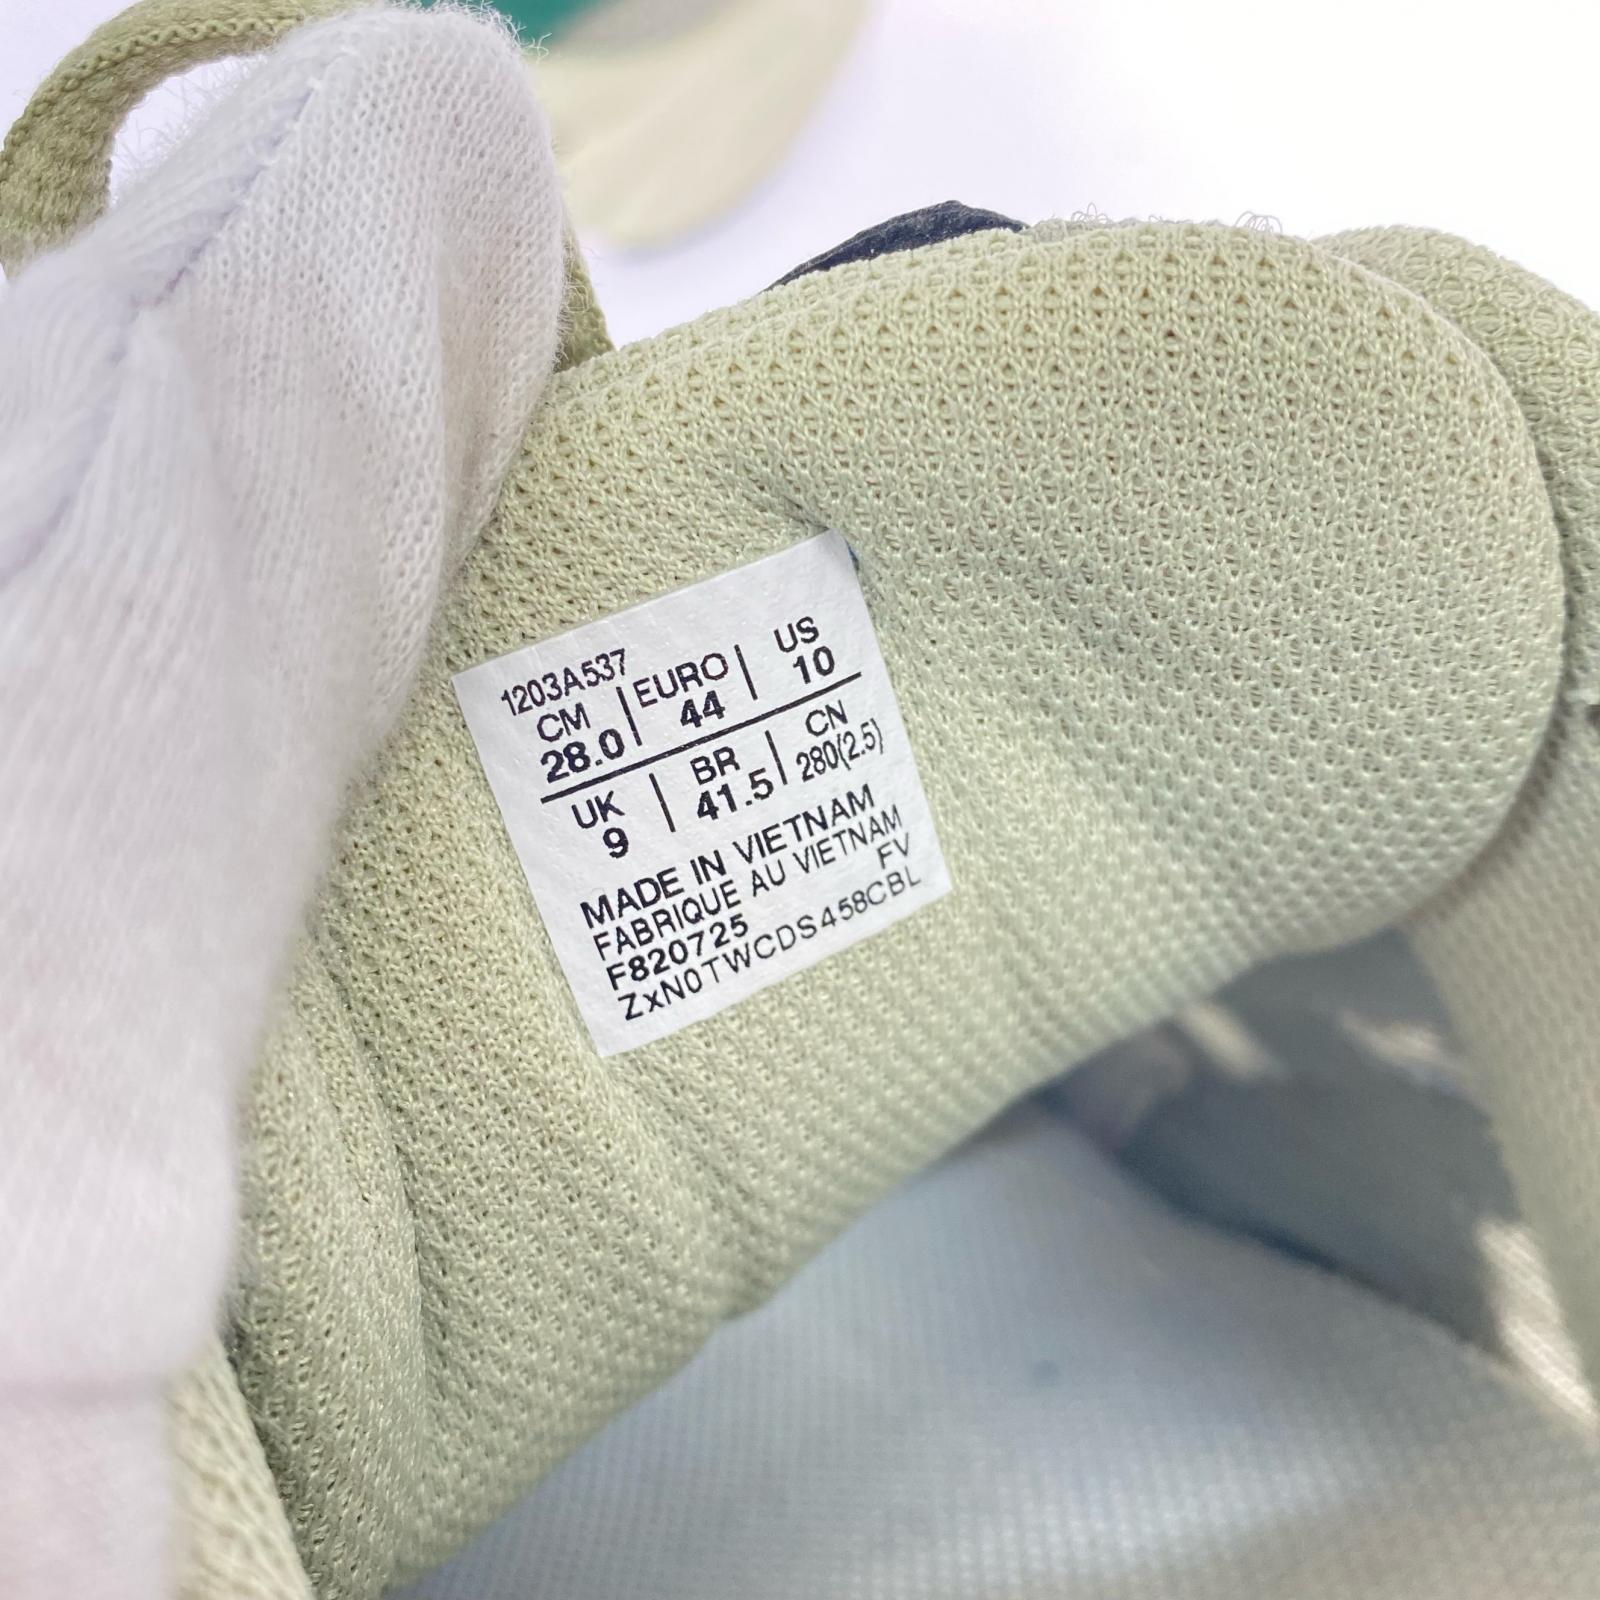 1203A537
CM | EURO | US
28.0 | 44 | 10
UK | BR | CN
9 | 41.5 | 280(2.5)
MADE IN VIETNAM
FABRIQUE AU VIETNAM
F820725 FV
ZxN0TWCDS458CBL